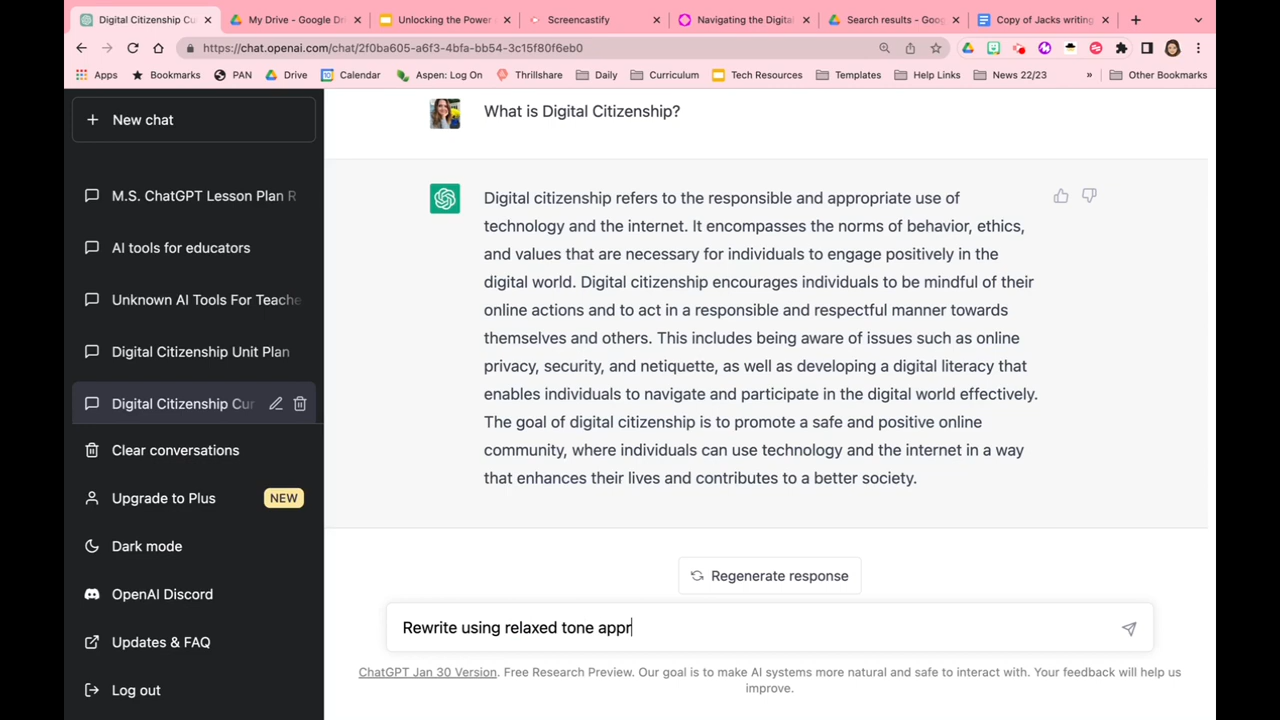 Digital Citizenship Cu
My Drive - Google Dri
Unlocking the Power
Screencastify
Navigating the Digital
Search results - Goog
Copy of Jacks writing
https://chat.openai.com/chat/2f0ba605-a6f3-4bfa-bb54-3c15f80f6eb0
Apps
Bookmarks
PAN
Drive
Calendar
Aspen: Log On
Thrillshare
Daily
Curriculum
Tech Resources
Templates
Help Links
News 22/23
»
Other Bookmarks
+ New chat
M.S. ChatGPT Lesson Plan R
AI tools for educators
Unknown AI Tools For Teache
Digital Citizenship Unit Plan
Digital Citizenship Cur
Clear conversations
Upgrade to Plus NEW
Dark mode
OpenAI Discord
Updates & FAQ
Log out
What is Digital Citizenship?
Digital citizenship refers to the responsible and appropriate use of
technology and the internet. It encompasses the norms of behavior, ethics,
and values that are necessary for individuals to engage positively in the
digital world. Digital citizenship encourages individuals to be mindful of their
online actions and to act in a responsible and respectful manner towards
themselves and others. This includes being aware of issues such as online
privacy, security, and netiquette, as well as developing a digital literacy that
enables individuals to navigate and participate in the digital world effectively.
The goal of digital citizenship is to promote a safe and positive online
community, where individuals can use technology and the internet in a way
that enhances their lives and contributes to a better society.
Regenerate response
Rewrite using relaxed tone appr
ChatGPT Jan 30 Version. Free Research Preview. Our goal is to make AI systems more natural and safe to interact with. Your feedback will help us
improve.